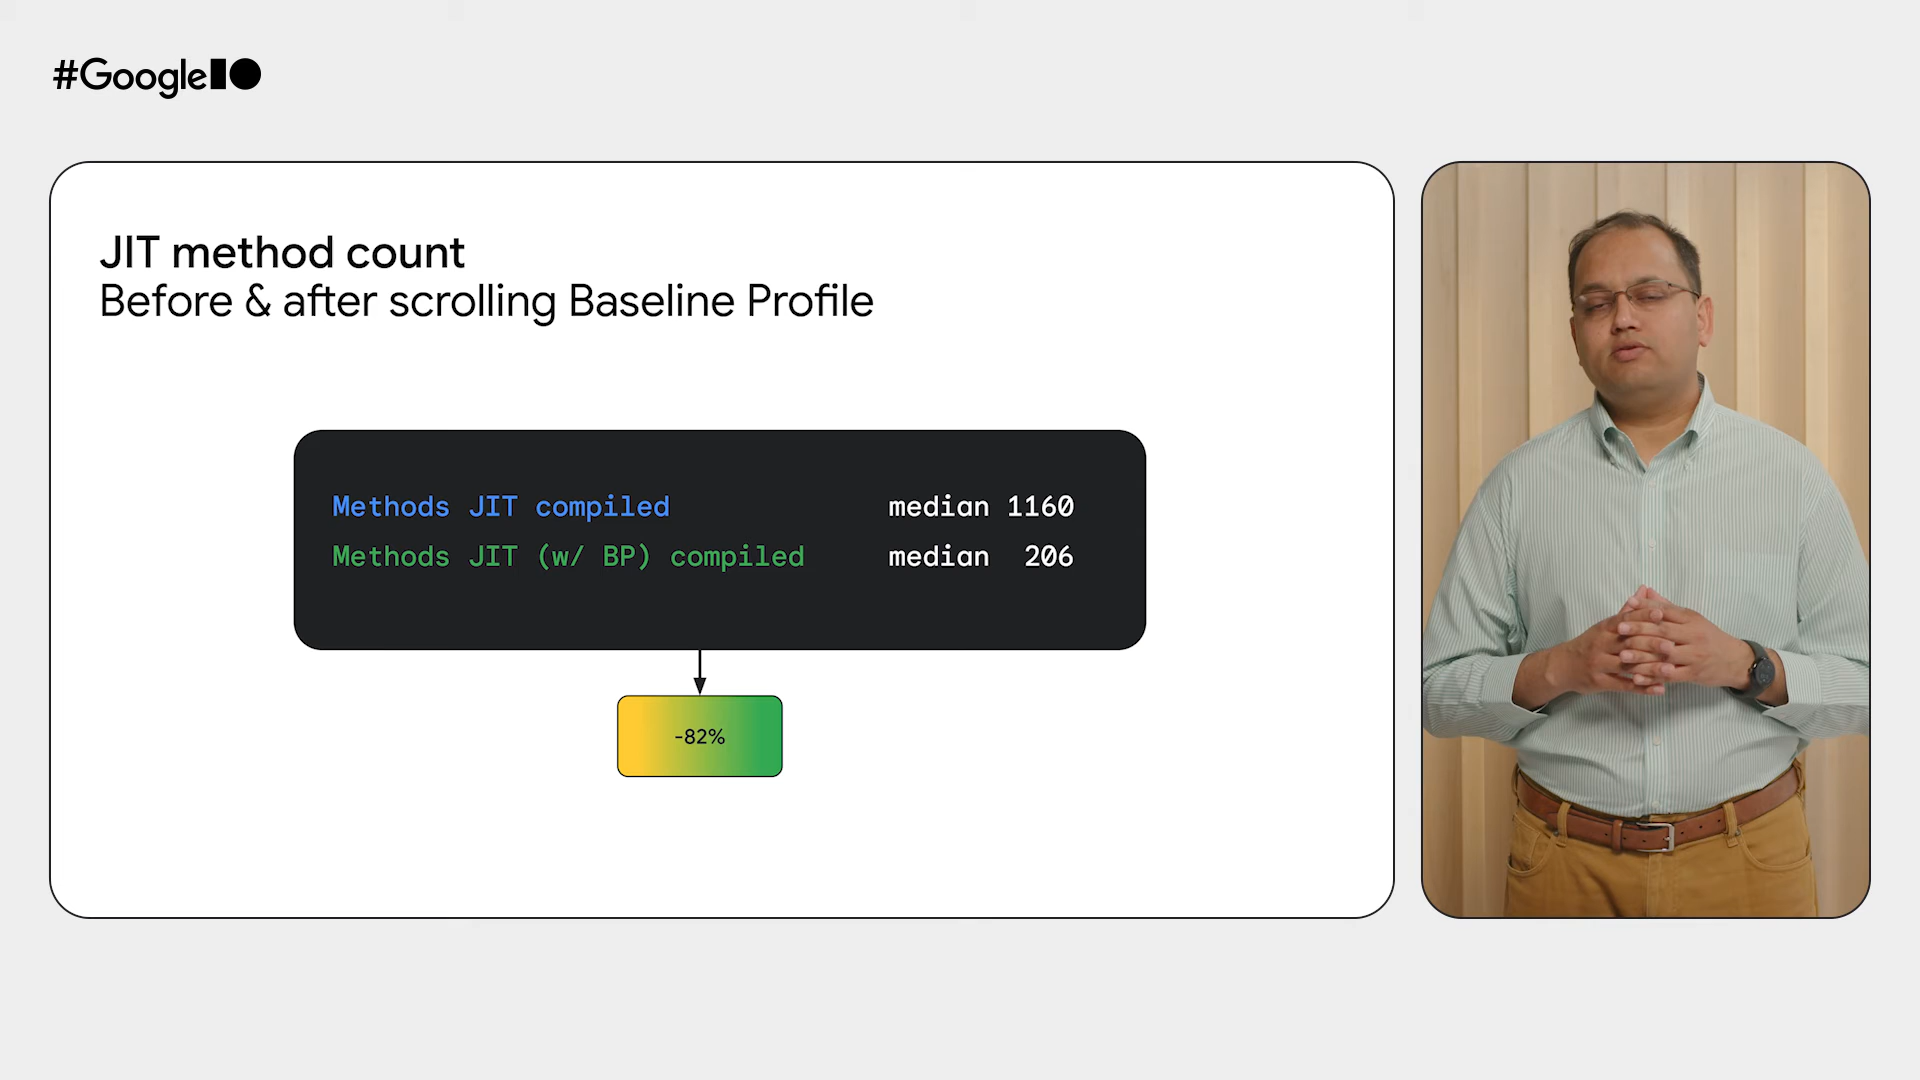 #GoogleIO
JIT method count
Before & after scrolling Baseline Profile
Methods JIT compiled median 1160
Methods JIT (w/ BP) compiled median 206
-82%